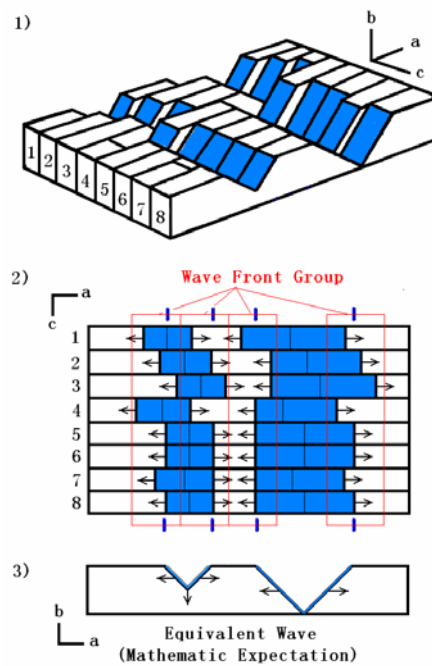 1)
b
a
c
1
2
3
4
5
6
7
8
2)
Wave Front Group
a
c
1
2
3
4
5
6
7
8
3)
b
a
Equivalent Wave
(Mathematic Expectation)